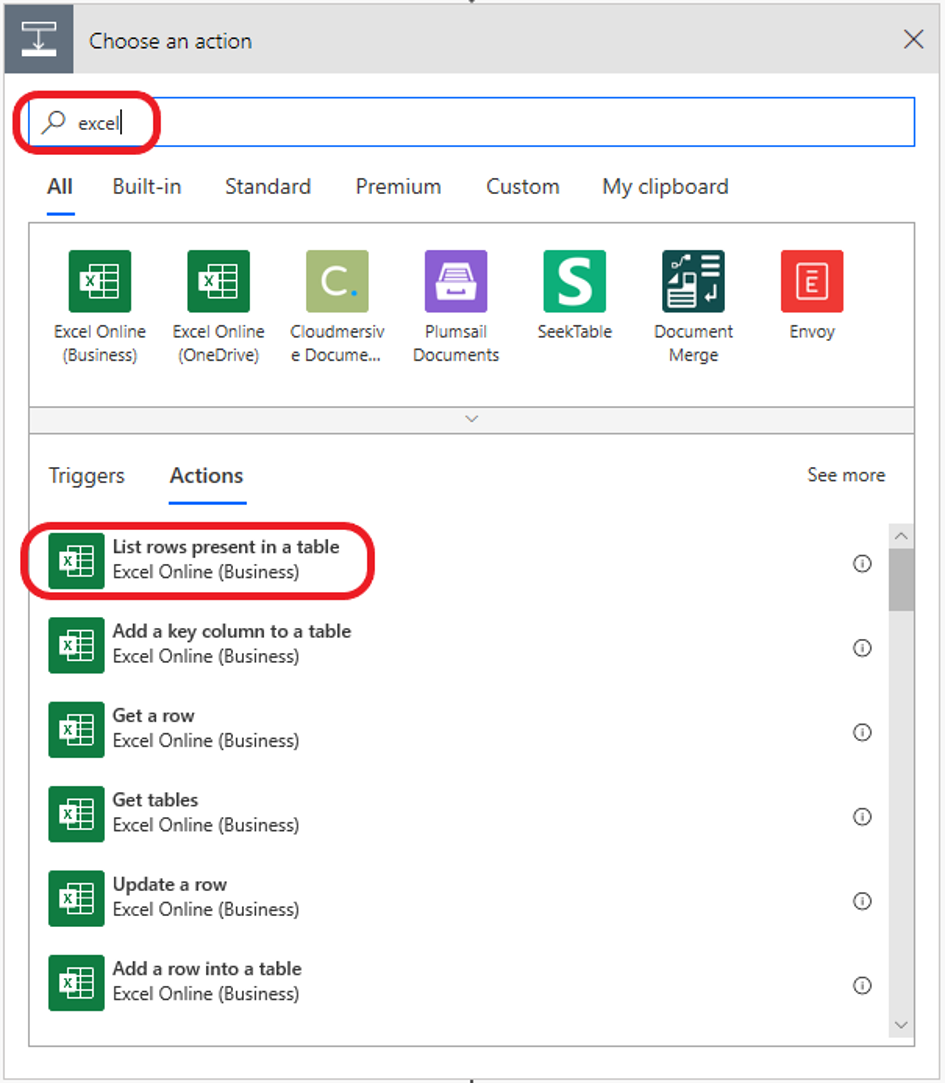 Choose an action
excel
All Built-in Standard Premium Custom My clipboard
Excel Online
(Business)
Excel Online
(OneDrive)
Cloudmersiv
e Docume...
Plumsail
Documents
SeekTable
Document
Merge
Envoy
Triggers Actions See more
List rows present in a table
Excel Online (Business)
Add a key column to a table
Excel Online (Business)
Get a row
Excel Online (Business)
Get tables
Excel Online (Business)
Update a row
Excel Online (Business)
Add a row into a table
Excel Online (Business)